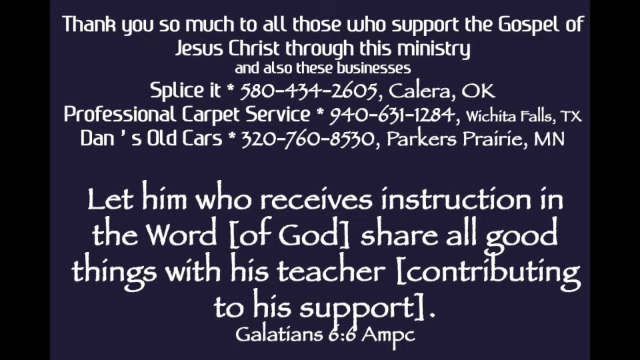 Thank you so much to all those who support the Gospel of
Jesus Christ through this ministry
and also these businesses
Splice it * 580-434-2605, Calera, OK
Professional Carpet Service * 940-631-1284, Wichita Falls, TX
Dan ' s Old Cars * 320-760-8530, Parkers Prairie, MN
Let him who receives instruction in
the Word [of God] share all good
things with his teacher [contributing
to his support].
Galatians 6:6 Ampc